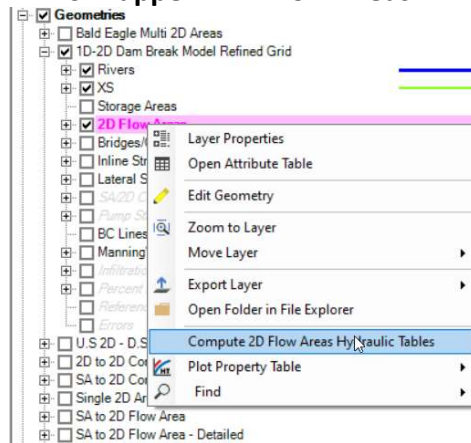 Geometries
Bald Eagle Multi 2D Areas
1D-2D Dam Break Model Refined Grid
Rivers
XS
Storage Areas
2D Flow Areas
Bridges/
Layer Properties
Inline Str
Open Attribute Table
Lateral S
SA/2D C
Edit Geometry
Pump St
BC Lines
Zoom to Layer
Manning'
Move Layer
Infiltratio
Export Layer
Percent
Open Folder in File Explorer
Referenc
Errors
Compute 2D Flow Areas Hydraulic Tables
U.S 2D - D.S
2D to 2D Cor
Plot Property Table
SA to 2D Cor
Find
Single 2D Ar
SA to 2D Flow Area
SA to 2D Flow Area - Detailed